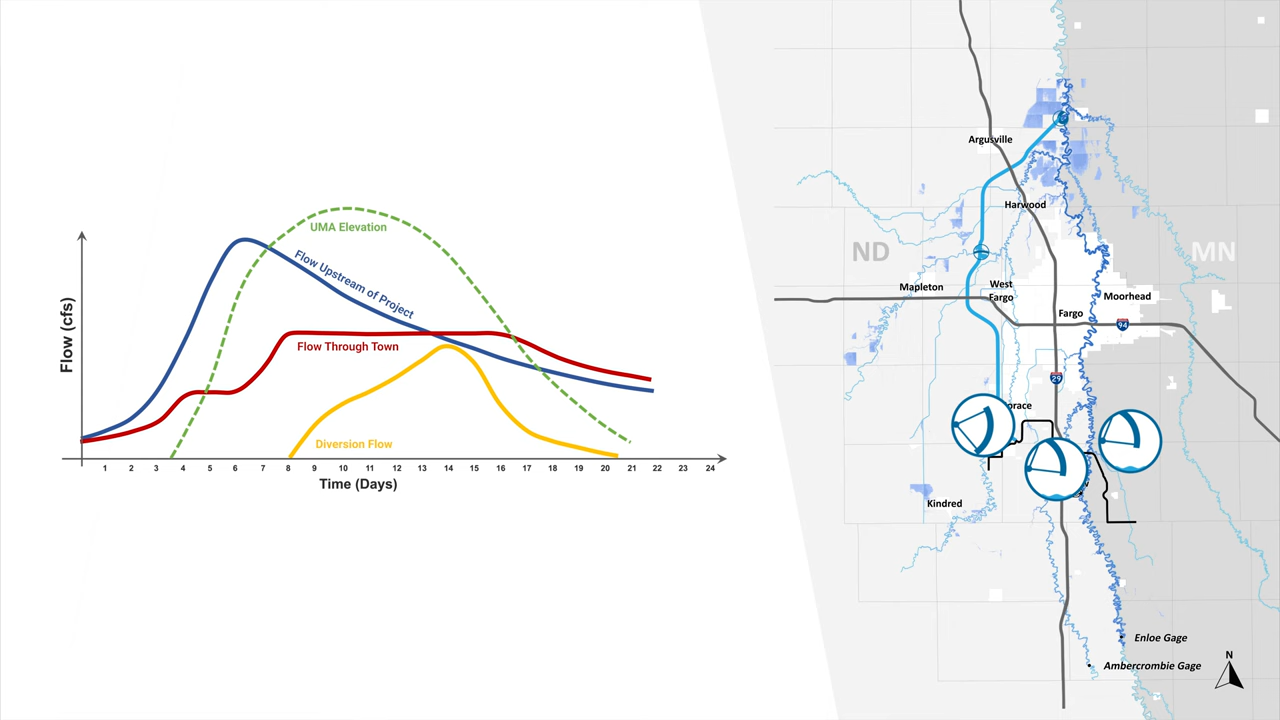 UMA Elevation
Flow Upstream of Project
Flow Through Town
Diversion Flow
Flow (cfs)
1 2 3 4 5 6 7 8 9 10 11 12 13 14 15 16 17 18 19 20 21 22 23 24
Time (Days)
Argusville
Harwood
ND
MN
Mapleton
West
Fargo
Moorhead
Fargo
94
29
orace
Kindred
Enloe Gage
Ambercrombie Gage
N